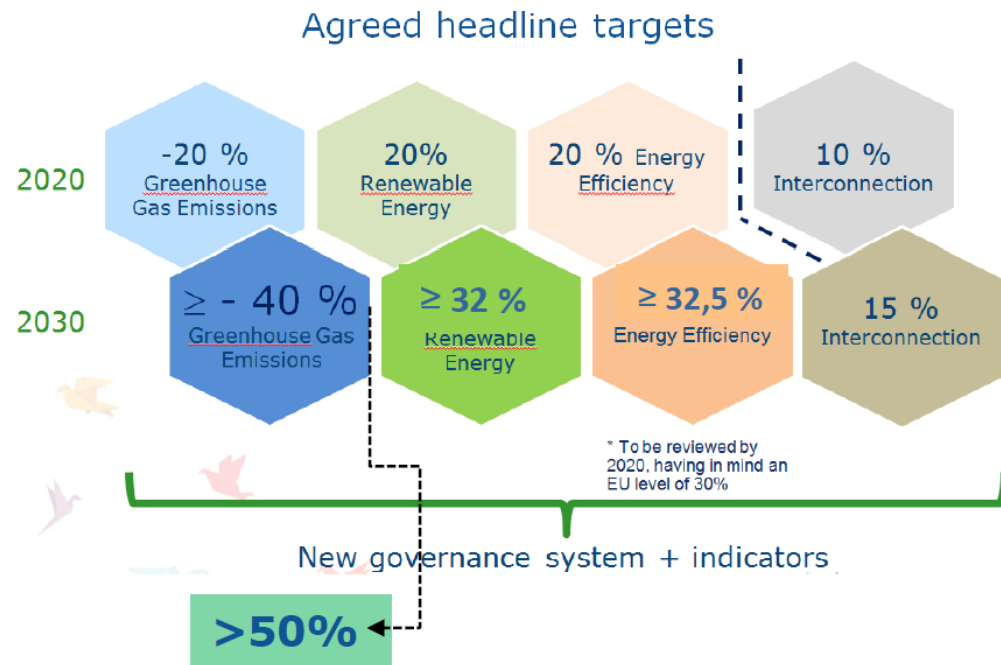 Agreed headline targets
2020
-20 %
Greenhouse
Gas Emissions
20%
Renewable
Energy
20 % Energy
Efficiency
10 %
Interconnection
2030
≥ - 40 %
Greenhouse Gas
Emissions
≥ 32 %
Renewable
Energy
≥ 32,5 %
Energy Efficiency
15 %
Interconnection
* To be reviewed by
2020, having in mind an
EU level of 30%
New governance system + indicators
>50%